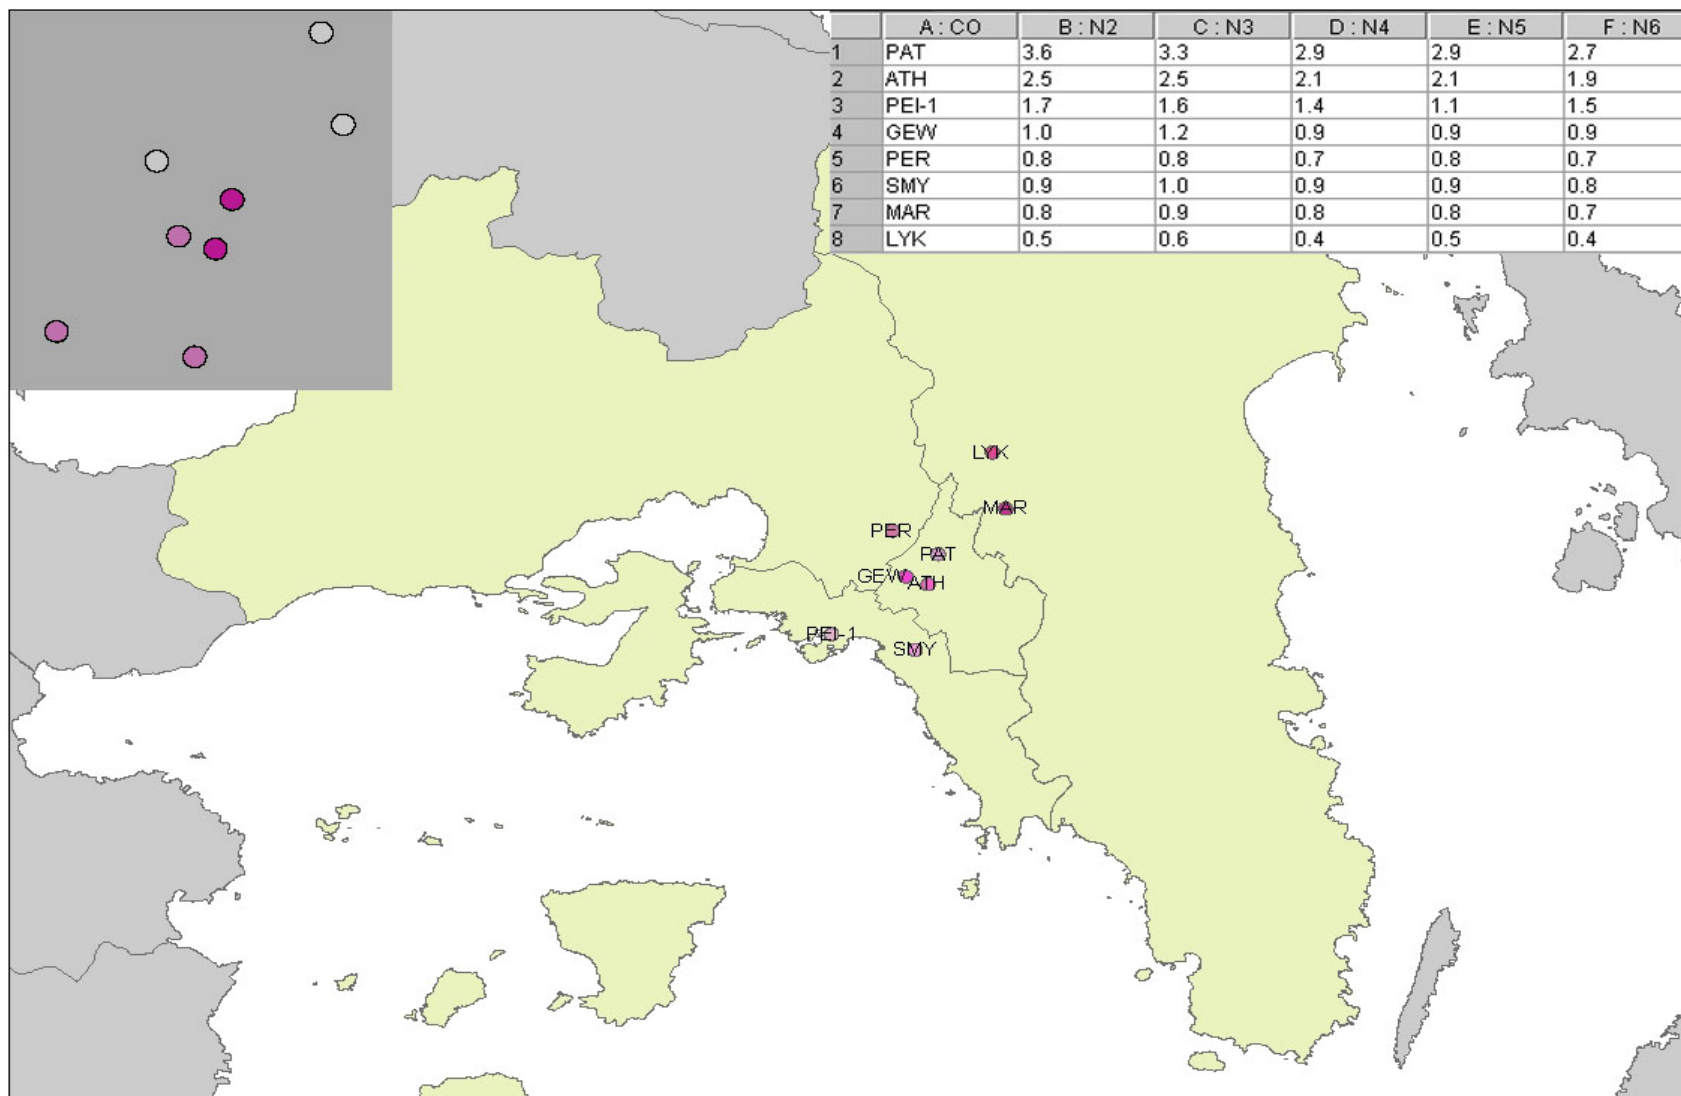 A : CO B : N2 C : N3 D : N4 E : N5 F : N6
1 PAT 3.6 3.3 2.9 2.9 2.7
2 ATH 2.5 2.5 2.1 2.1 1.9
3 PEI-1 1.7 1.6 1.4 1.1 1.5
4 GEW 1.0 1.2 0.9 0.9 0.9
5 PER 0.8 0.8 0.7 0.8 0.7
6 SMY 0.9 1.0 0.9 0.9 0.8
7 MAR 0.8 0.9 0.8 0.8 0.7
8 LYK 0.5 0.6 0.4 0.5 0.4
LYK
MAR
PER
PAT
GEW ATH
PEI-1
SMY